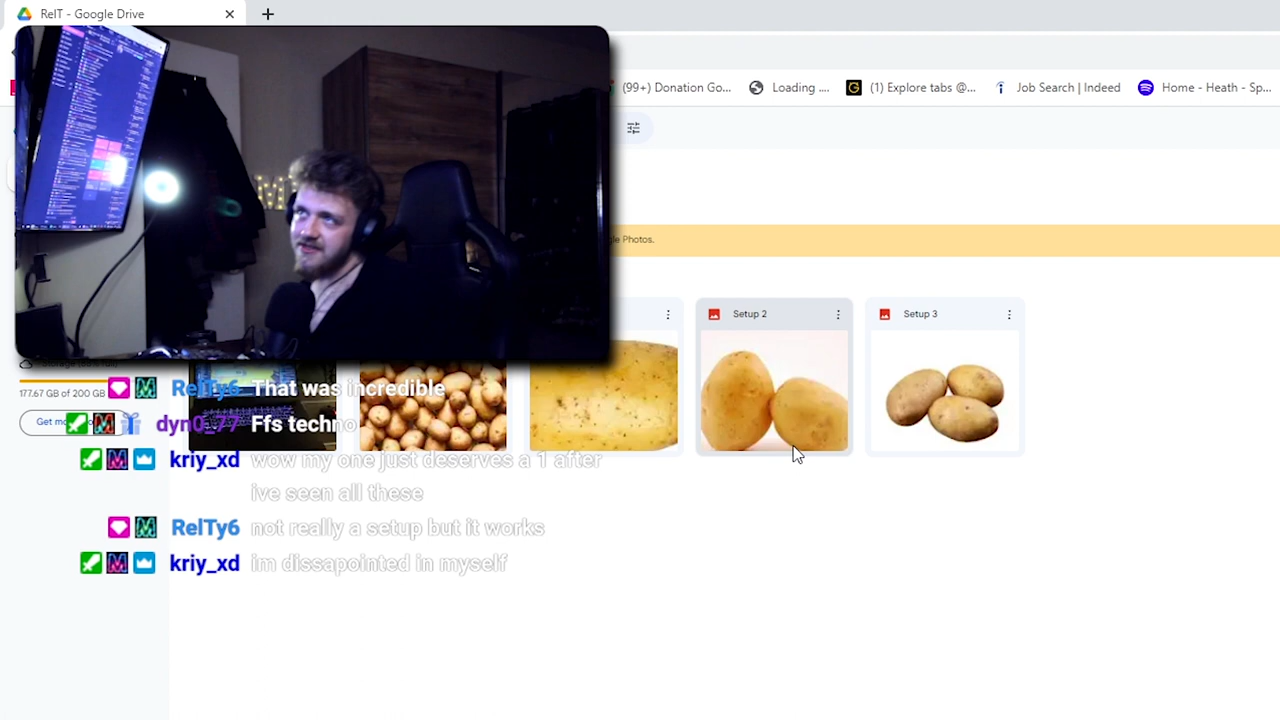 RelT - Google Drive
(99+) Donation Go...
Loading ....
(1) Explore tabs @...
Job Search | Indeed
Home - Heath - Sp...
Photos.
Setup 2
Setup 3
177.67 GB of 200 GB
RelTy6 That was incredible
Ffs techno
kriy_xd wow my one just deserves a 1 after
ive seen all these
RelTy6 not really a setup but it works
kriy_xd im dissapointed in myself